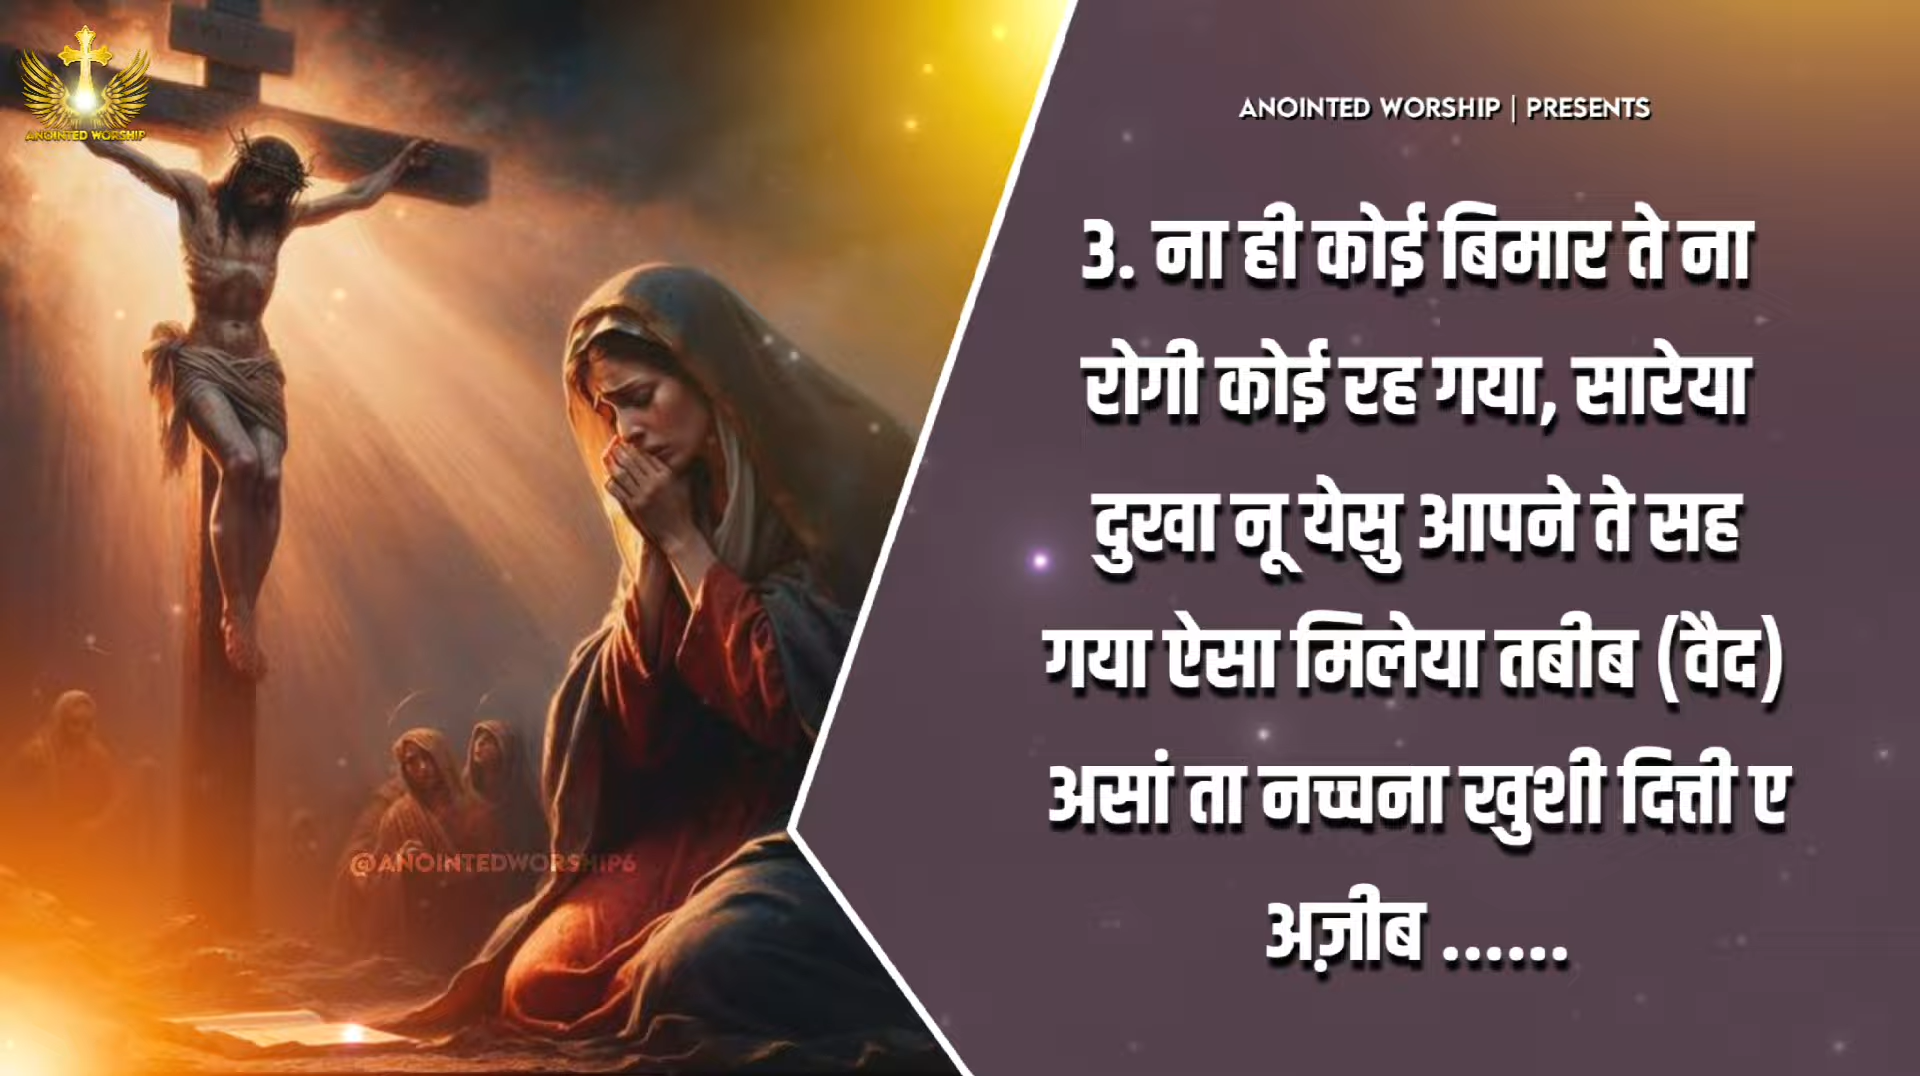 ANOINTED WORSHIP
ANOINTED WORSHIP | PRESENTS
3. ना ही कोई बिमार ते ना
रोगी कोई रह गया, सारेया
दुखा नू येसु आपने ते सह
गया ऐसा मिलेया तबीब (वैद)
असां ता नच्चना खुशी दित्ती ए
अज़ीब ......
@ANOINTEDWORSHIP6